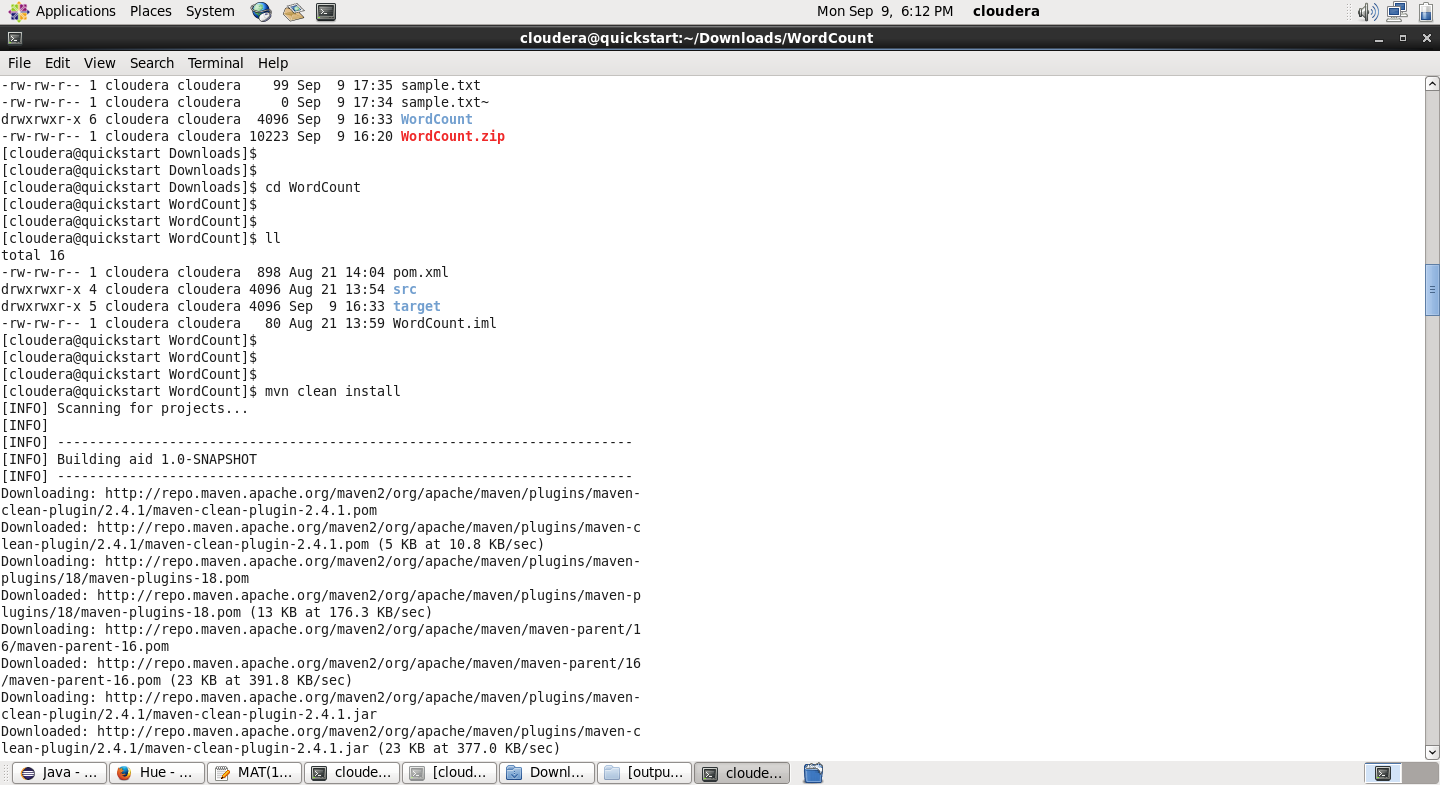 Applications Places System Mon Sep 9, 6:12 PM cloudera
cloudera@quickstart:~/Downloads/WordCount
File Edit View Search Terminal Help
-rw-rw-r-- 1 cloudera cloudera    99 Sep  9 17:35 sample.txt
-rw-rw-r-- 1 cloudera cloudera     0 Sep  9 17:34 sample.txt~
drwxrwxr-x 6 cloudera cloudera  4096 Sep  9 16:33 WordCount
-rw-rw-r-- 1 cloudera cloudera 10223 Sep  9 16:20 WordCount.zip
[cloudera@quickstart Downloads]$
[cloudera@quickstart Downloads]$
[cloudera@quickstart Downloads]$ cd WordCount
[cloudera@quickstart WordCount]$
[cloudera@quickstart WordCount]$
[cloudera@quickstart WordCount]$ ll
total 16
-rw-rw-r-- 1 cloudera cloudera  898 Aug 21 14:04 pom.xml
drwxrwxr-x 4 cloudera cloudera 4096 Aug 21 13:54 src
drwxrwxr-x 5 cloudera cloudera 4096 Sep  9 16:33 target
-rw-rw-r-- 1 cloudera cloudera   80 Aug 21 13:59 WordCount.iml
[cloudera@quickstart WordCount]$
[cloudera@quickstart WordCount]$
[cloudera@quickstart WordCount]$
[cloudera@quickstart WordCount]$ mvn clean install
[INFO] Scanning for projects...
[INFO]
[INFO] ------------------------------------------------------------------------
[INFO] Building aid 1.0-SNAPSHOT
[INFO] ------------------------------------------------------------------------
Downloading: http://repo.maven.apache.org/maven2/org/apache/maven/plugins/maven-
clean-plugin/2.4.1/maven-clean-plugin-2.4.1.pom
Downloaded: http://repo.maven.apache.org/maven2/org/apache/maven/plugins/maven-c
lean-plugin/2.4.1/maven-clean-plugin-2.4.1.pom (5 KB at 10.8 KB/sec)
Downloading: http://repo.maven.apache.org/maven2/org/apache/maven/plugins/maven-
plugins/18/maven-plugins-18.pom
Downloaded: http://repo.maven.apache.org/maven2/org/apache/maven/plugins/maven-p
lugins/18/maven-plugins-18.pom (13 KB at 176.3 KB/sec)
Downloading: http://repo.maven.apache.org/maven2/org/apache/maven/maven-parent/1
6/maven-parent-16.pom
Downloaded: http://repo.maven.apache.org/maven2/org/apache/maven/maven-parent/16
/maven-parent-16.pom (23 KB at 391.8 KB/sec)
Downloading: http://repo.maven.apache.org/maven2/org/apache/maven/plugins/maven-
clean-plugin/2.4.1/maven-clean-plugin-2.4.1.jar
Downloaded: http://repo.maven.apache.org/maven2/org/apache/maven/plugins/maven-c
lean-plugin/2.4.1/maven-clean-plugin-2.4.1.jar (23 KB at 377.0 KB/sec)
Java - ... Hue - ... MAT(1... cloude... [cloud... Downl... [outpu... cloude...